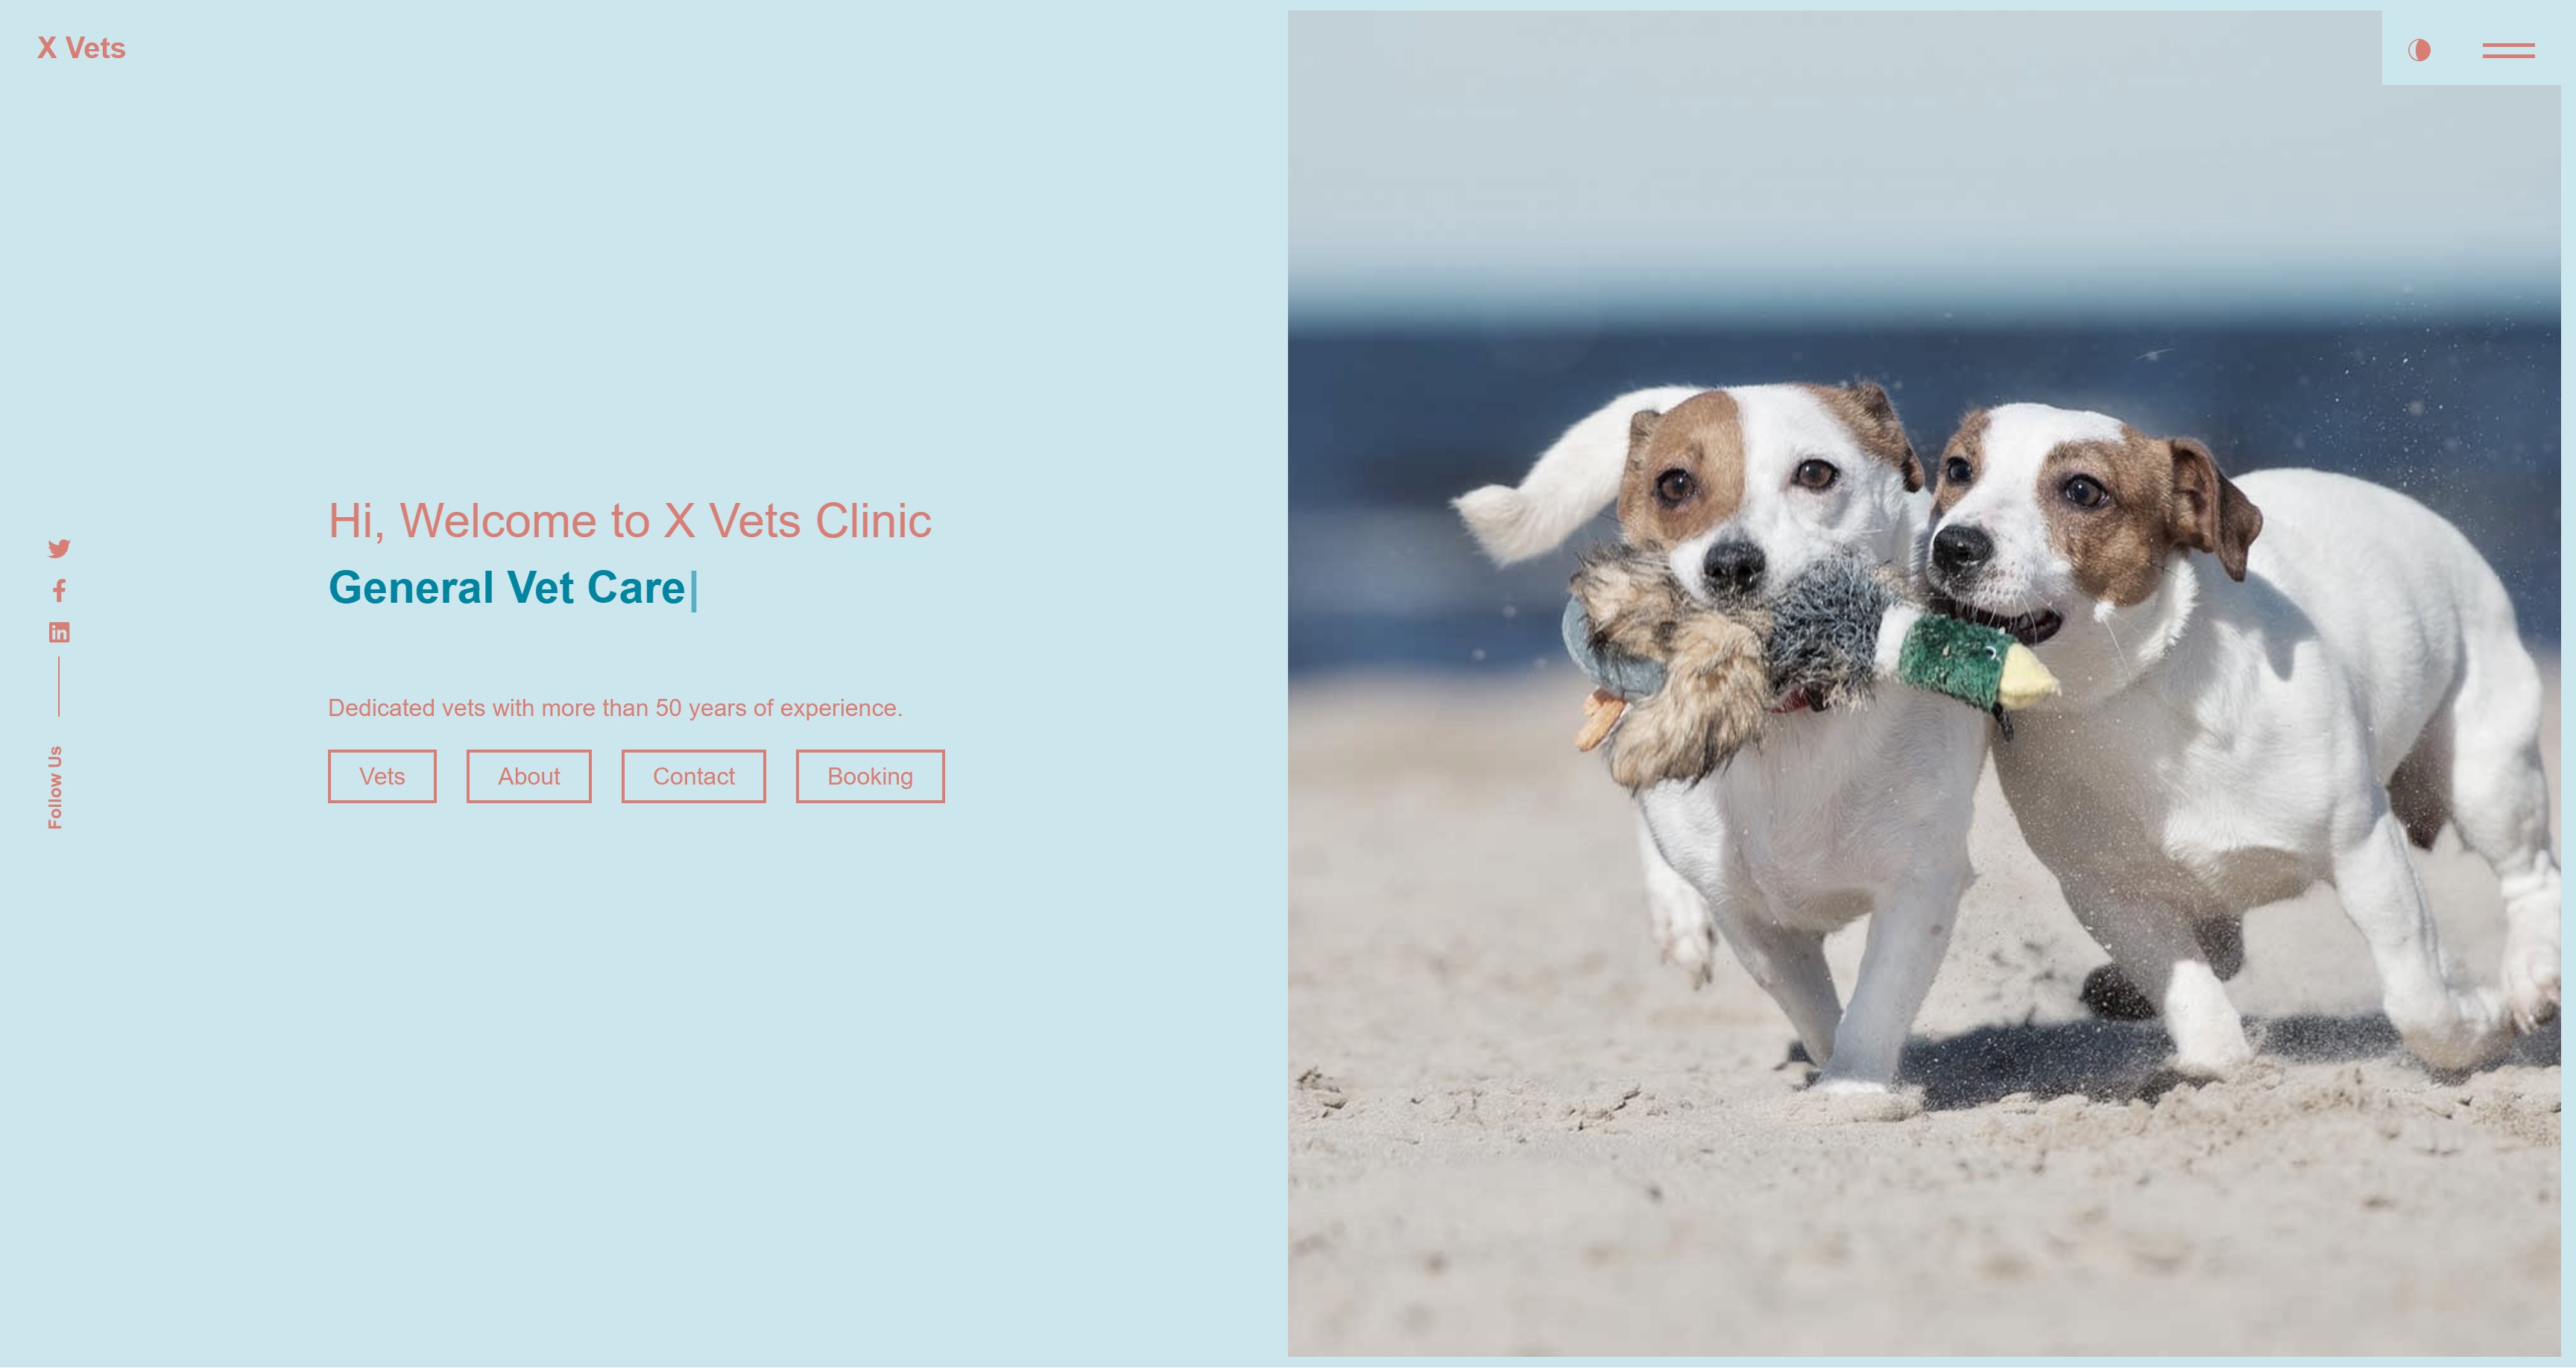 X Vets
Hi, Welcome to X Vets Clinic
General Vet Care
Dedicated vets with more than 50 years of experience.
Vets
About
Contact
Booking
Follow Us